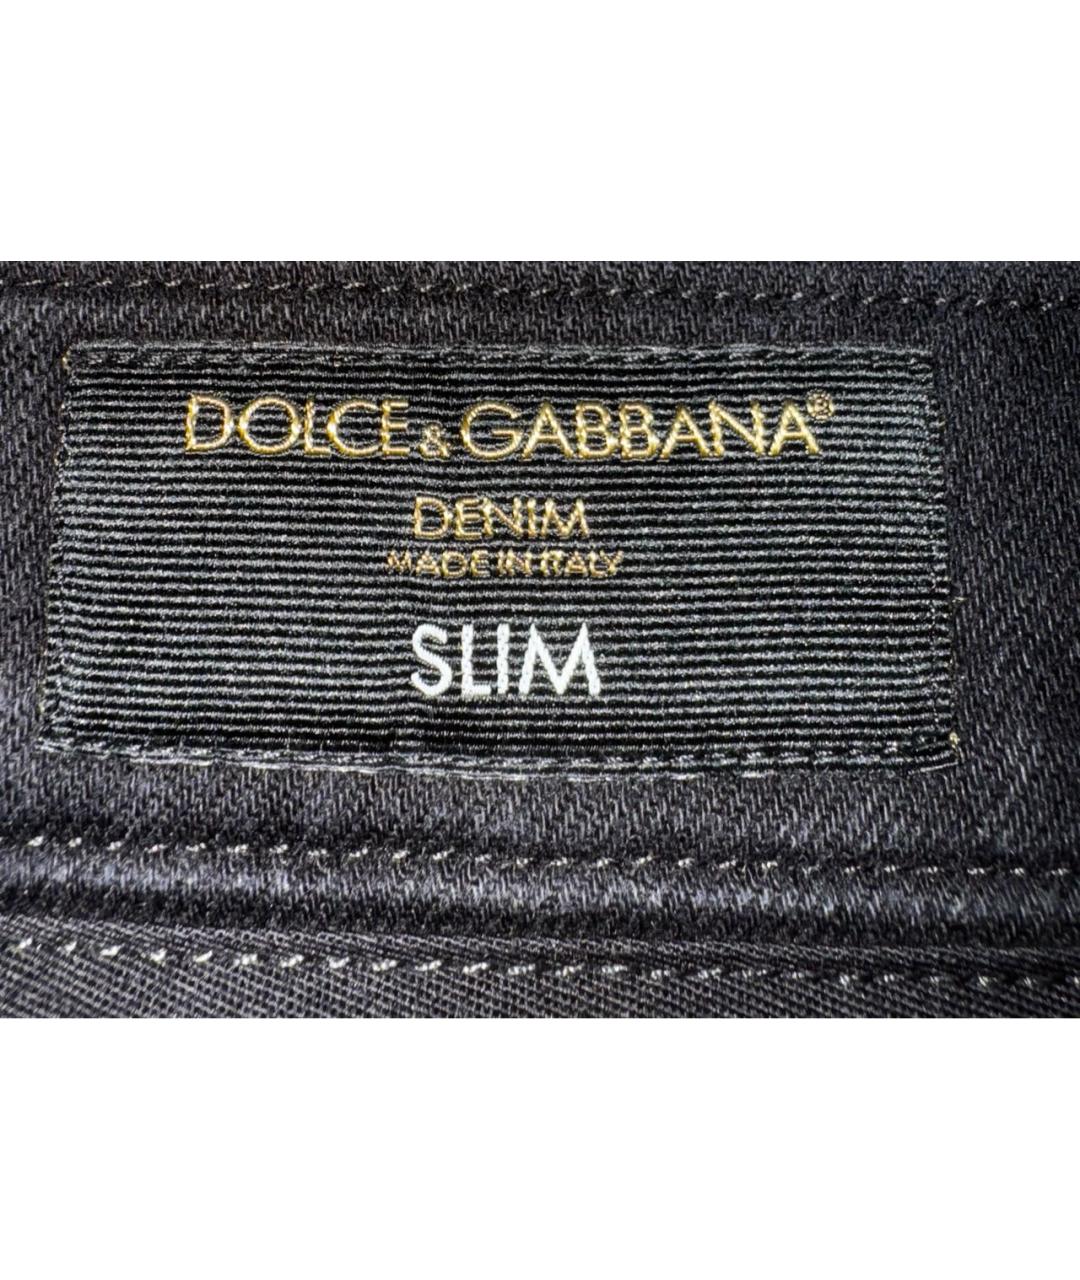 DOLCE & GABBANA®
DENIM
MADE IN ITALY
SLIM